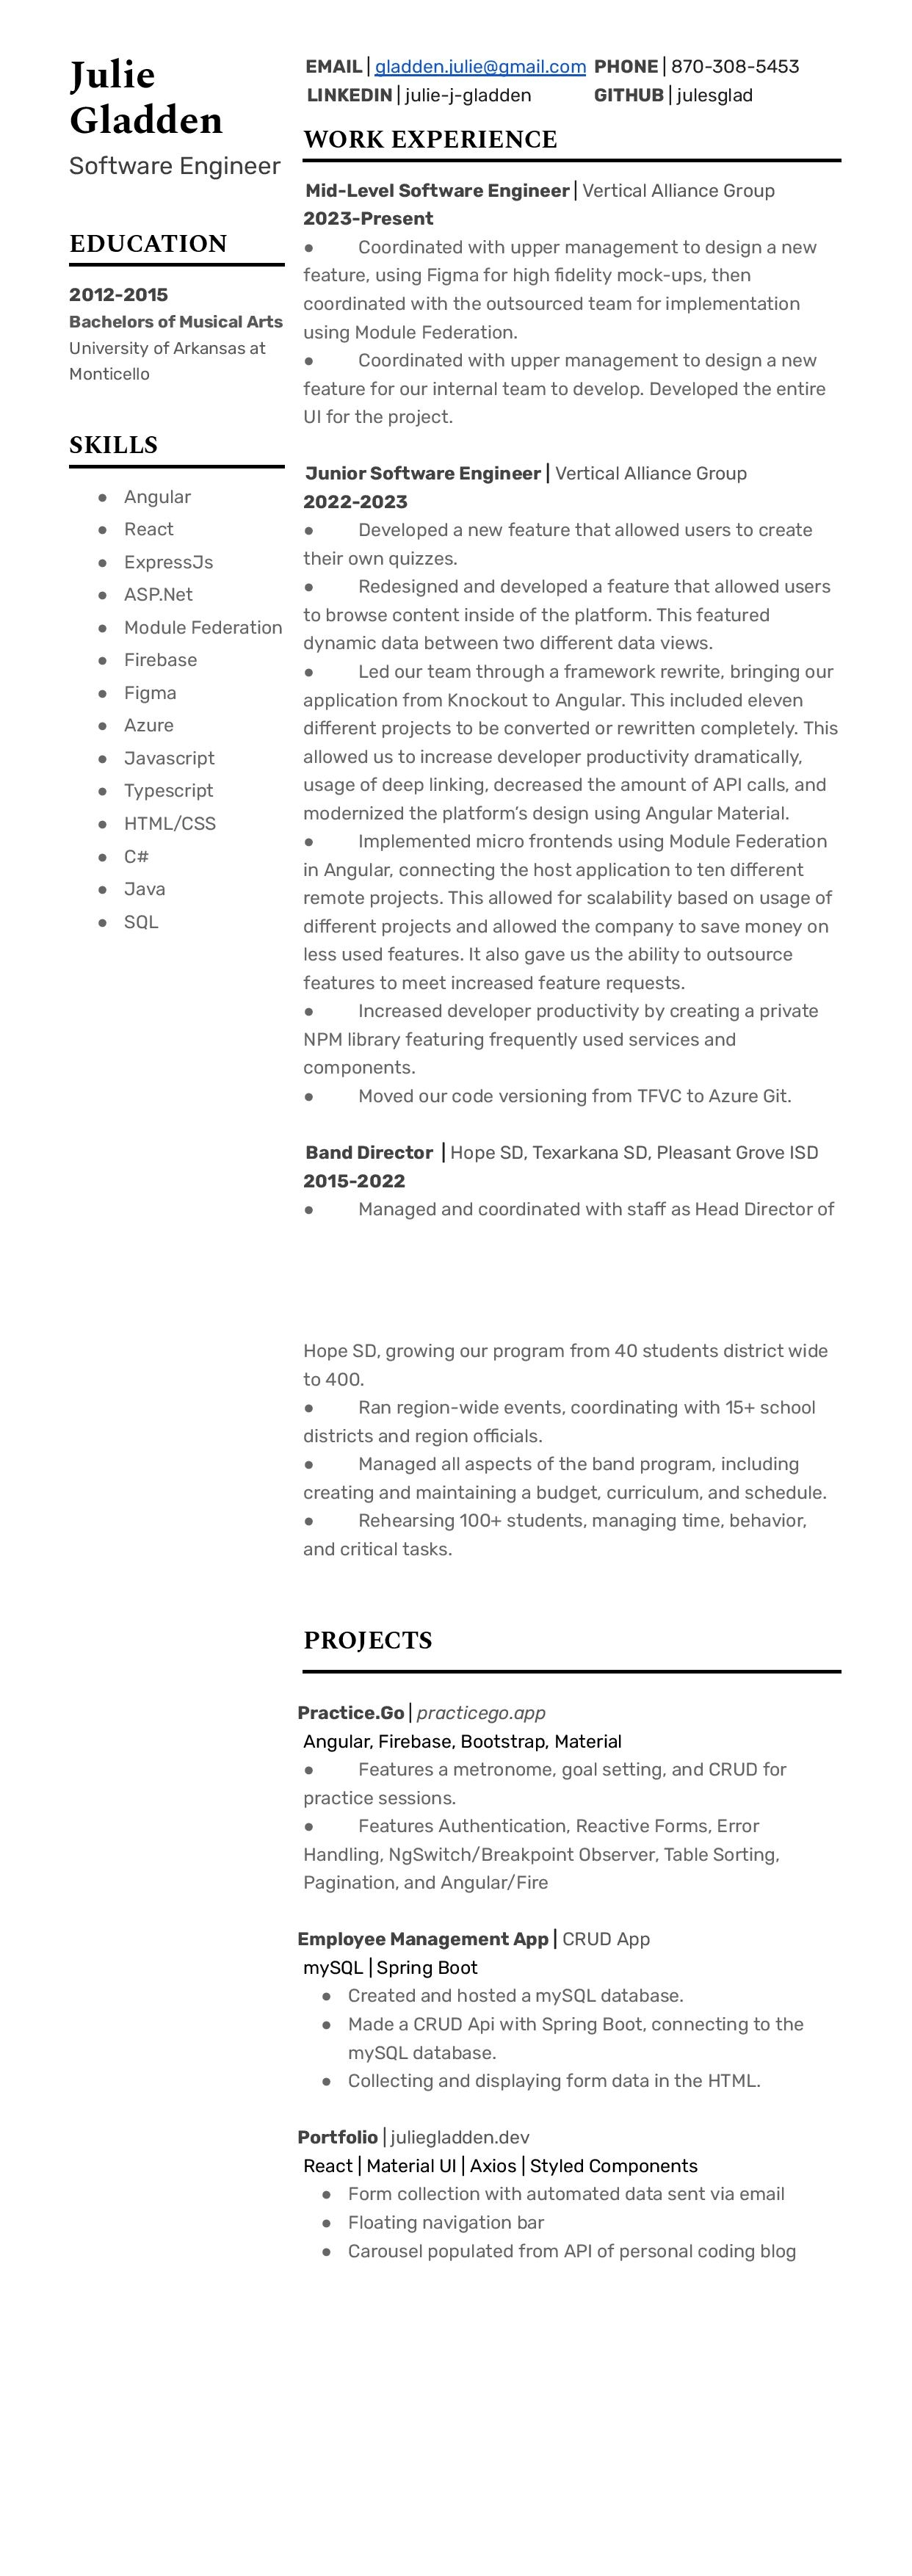 Julie
Gladden
Software Engineer
EDUCATION
2012-2015
Bachelors of Musical Arts
University of Arkansas at
Monticello
SKILLS
● Angular
● React
● ExpressJs
● ASP.Net
● Module Federation
● Firebase
● Figma
● Azure
● Javascript
● Typescript
● HTML/CSS
● C#
● Java
● SQL
EMAIL | gladden.julie@gmail.com PHONE | 870-308-5453
LINKEDIN | julie-j-gladden GITHUB | julesglad
WORK EXPERIENCE
Mid-Level Software Engineer | Vertical Alliance Group
2023-Present
● Coordinated with upper management to design a new
feature, using Figma for high fidelity mock-ups, then
coordinated with the outsourced team for implementation
using Module Federation.
● Coordinated with upper management to design a new
feature for our internal team to develop. Developed the entire
UI for the project.
Junior Software Engineer | Vertical Alliance Group
2022-2023
● Developed a new feature that allowed users to create
their own quizzes.
● Redesigned and developed a feature that allowed users
to browse content inside of the platform. This featured
dynamic data between two different data views.
● Led our team through a framework rewrite, bringing our
application from Knockout to Angular. This included eleven
different projects to be converted or rewritten completely. This
allowed us to increase developer productivity dramatically,
usage of deep linking, decreased the amount of API calls, and
modernized the platform’s design using Angular Material.
● Implemented micro frontends using Module Federation
in Angular, connecting the host application to ten different
remote projects. This allowed for scalability based on usage of
different projects and allowed the company to save money on
less used features. It also gave us the ability to outsource
features to meet increased feature requests.
● Increased developer productivity by creating a private
NPM library featuring frequently used services and
components.
● Moved our code versioning from TFVC to Azure Git.
Band Director | Hope SD, Texarkana SD, Pleasant Grove ISD
2015-2022
● Managed and coordinated with staff as Head Director of
Hope SD, growing our program from 40 students district wide
to 400.
● Ran region-wide events, coordinating with 15+ school
districts and region officials.
● Managed all aspects of the band program, including
creating and maintaining a budget, curriculum, and schedule.
● Rehearsing 100+ students, managing time, behavior,
and critical tasks.
PROJECTS
Practice.Go | practicego.app
Angular, Firebase, Bootstrap, Material
● Features a metronome, goal setting, and CRUD for
practice sessions.
● Features Authentication, Reactive Forms, Error
Handling, NgSwitch/Breakpoint Observer, Table Sorting,
Pagination, and Angular/Fire
Employee Management App | CRUD App
mySQL | Spring Boot
● Created and hosted a mySQL database.
● Made a CRUD Api with Spring Boot, connecting to the
mySQL database.
● Collecting and displaying form data in the HTML.
Portfolio | juliegladden.dev
React | Material UI | Axios | Styled Components
● Form collection with automated data sent via email
● Floating navigation bar
● Carousel populated from API of personal coding blog